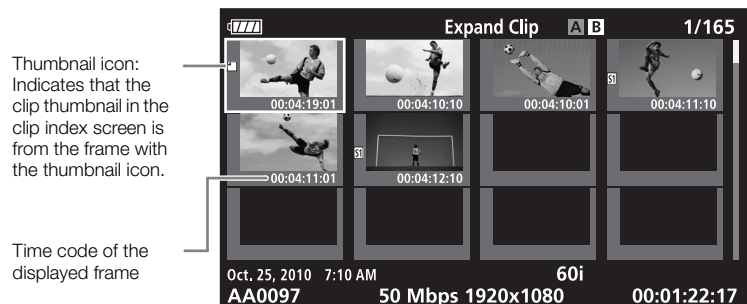 Expand Clip A B 1/165
Thumbnail icon:
Indicates that the
clip thumbnail in the
clip index screen is
from the frame with
the thumbnail icon.
00:04:19:01 00:04:10:10 00:04:10:01 S1 00:04:11:10
00:04:11:01 S1 00:04:12:10
Time code of the
displayed frame
Oct. 25, 2010 7:10 AM 60i
AA0097 50 Mbps 1920x1080 00:01:22:17